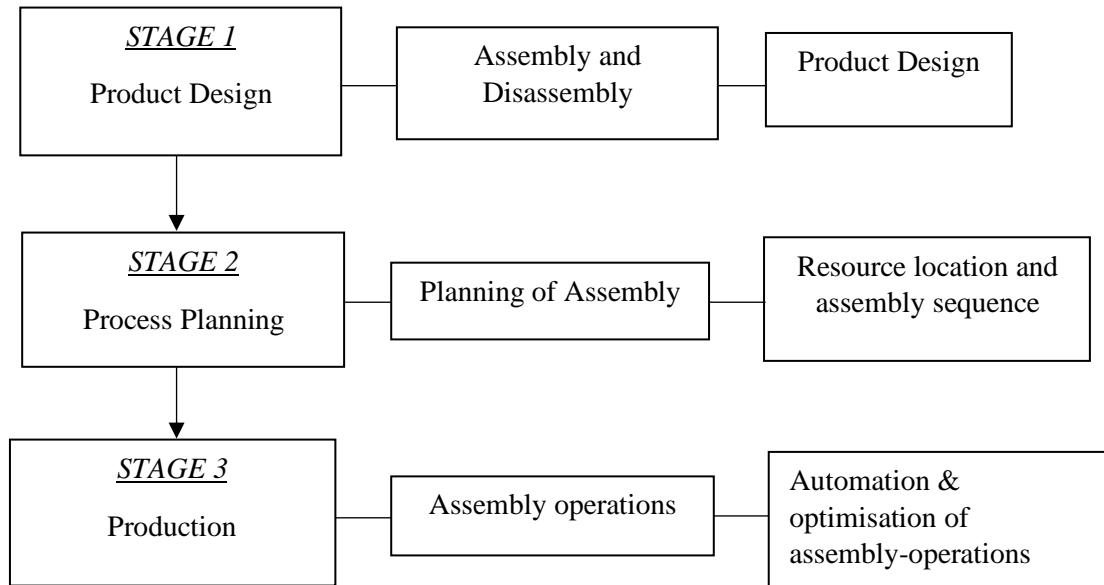 STAGE 1
Product Design
Assembly and
Disassembly
Product Design
STAGE 2
Process Planning
Planning of Assembly
Resource location and
assembly sequence
STAGE 3
Production
Assembly operations
Automation &
optimisation of
assembly-operations